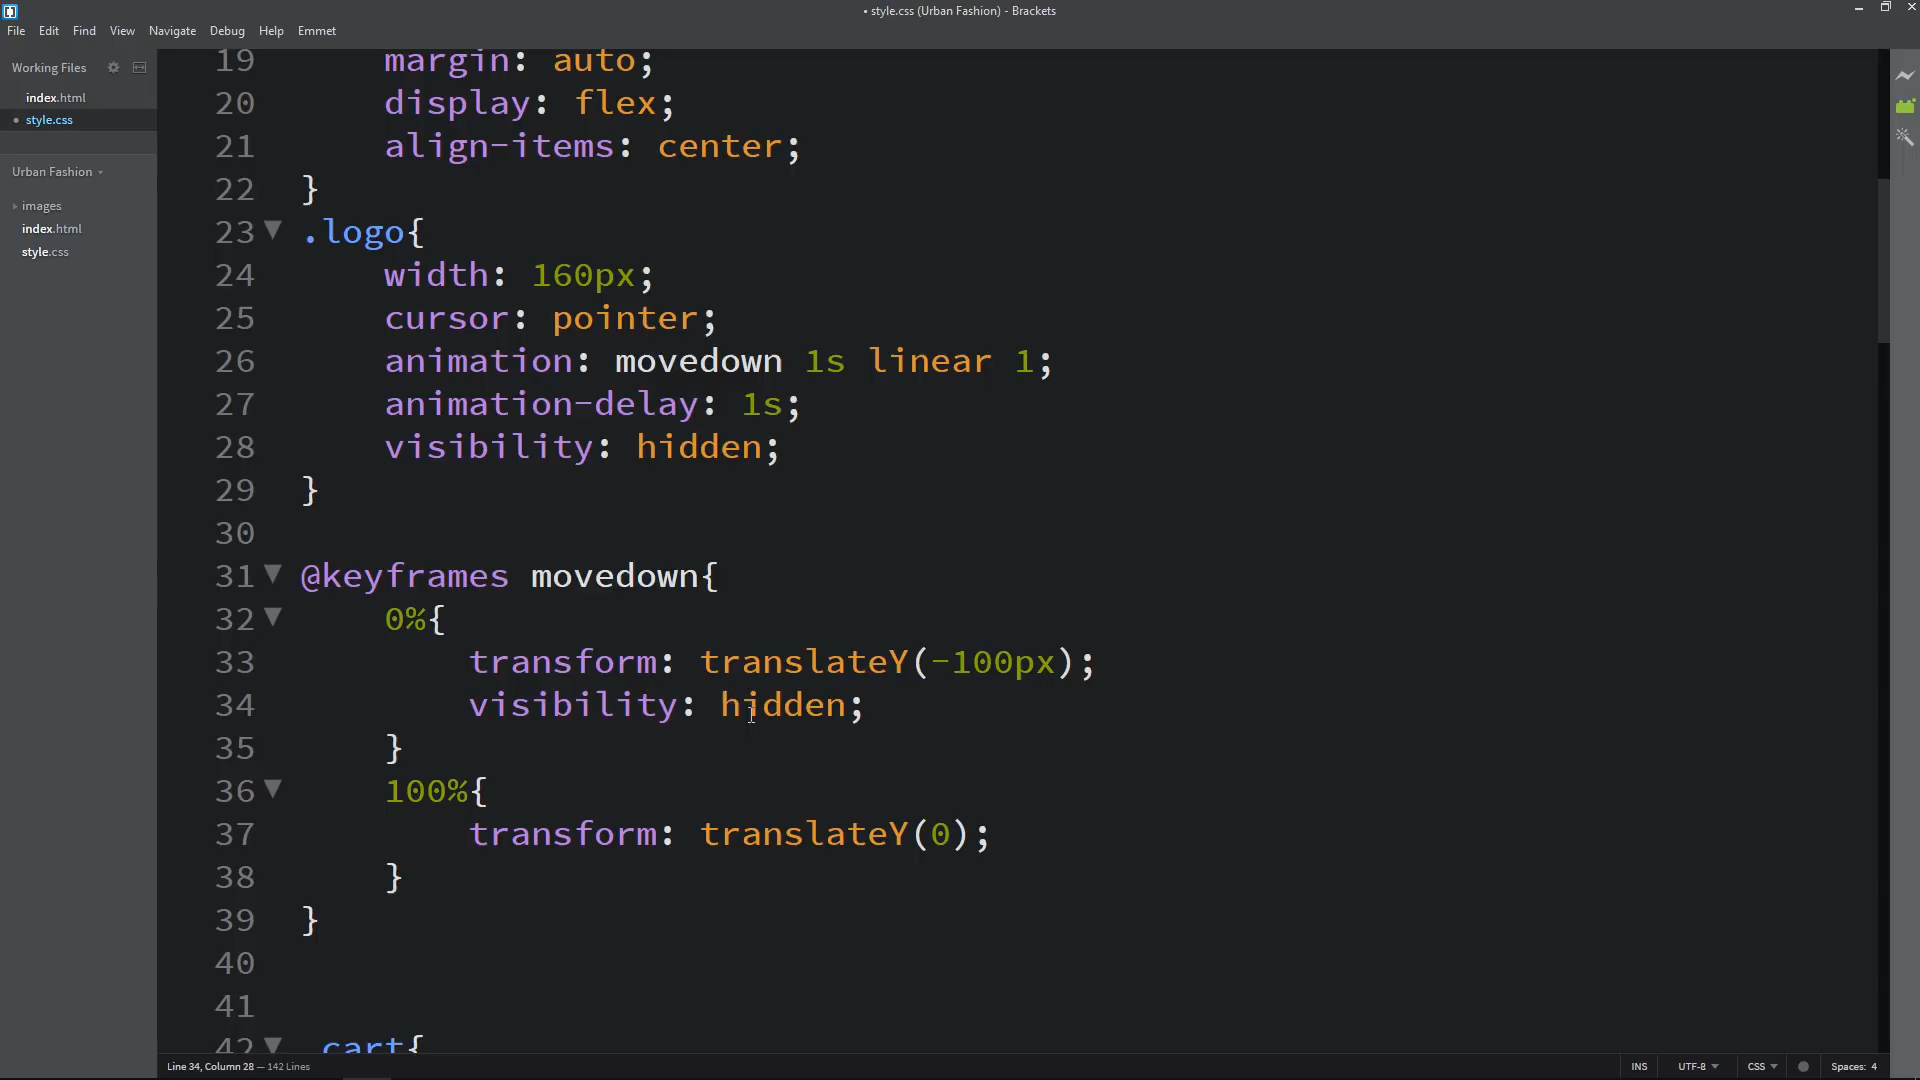 • style.css (Urban Fashion) - Brackets
File Edit Find View Navigate Debug Help Emmet
Working Files
index.html
• style.css
Urban Fashion
images
index.html
style.css
19 margin: auto;
20 display: flex;
21 align-items: center;
22 }
23 .logo{
24 width: 160px;
25 cursor: pointer;
26 animation: movedown 1s linear 1;
27 animation-delay: 1s;
28 visibility: hidden;
29 }
30
31 @keyframes movedown{
32 0%{
33 transform: translateY(-100px);
34 visibility: hidden;
35 }
36 100%{
37 transform: translateY(0);
38 }
39 }
40
41
42 cart{
Line 34, Column 28 — 142 Lines
INS UTF-8 CSS Spaces: 4